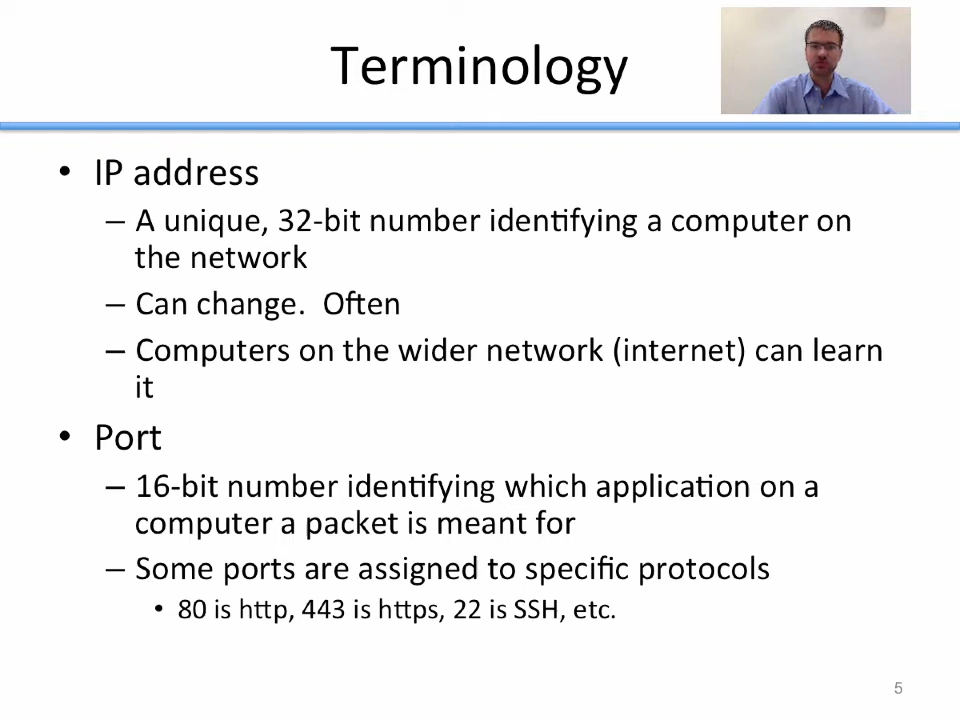 Terminology
• IP address
– A unique, 32-bit number identifying a computer on
the network
– Can change.  Often
– Computers on the wider network (internet) can learn
it
• Port
– 16-bit number identifying which application on a
computer a packet is meant for
– Some ports are assigned to specific protocols
• 80 is http, 443 is https, 22 is SSH, etc.
5